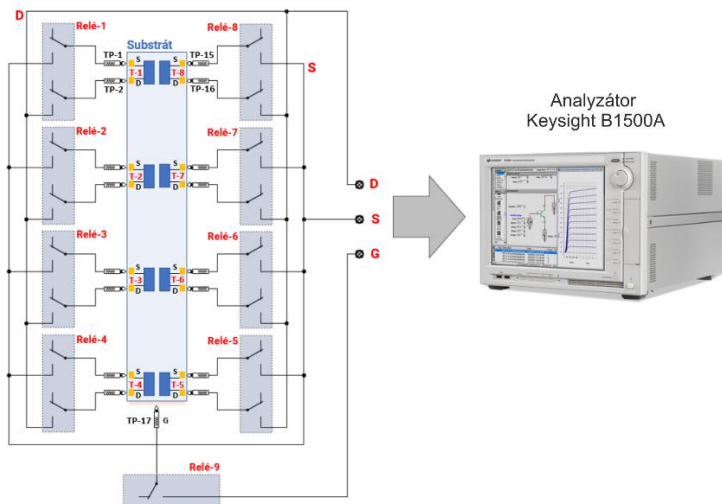 D
Relé-1
Substrát
Relé-8
TP-1
TP-15
S
T-1
D
S
T-8
D
TP-2
TP-16
S
Relé-2
Relé-7
S
T-2
D
S
T-7
D
Relé-3
Relé-6
S
T-3
D
S
T-6
D
Relé-4
Relé-5
S
T-4
D
S
T-5
D
TP-17
G
Relé-9
D
S
G
Analyzátor
Keysight B1500A